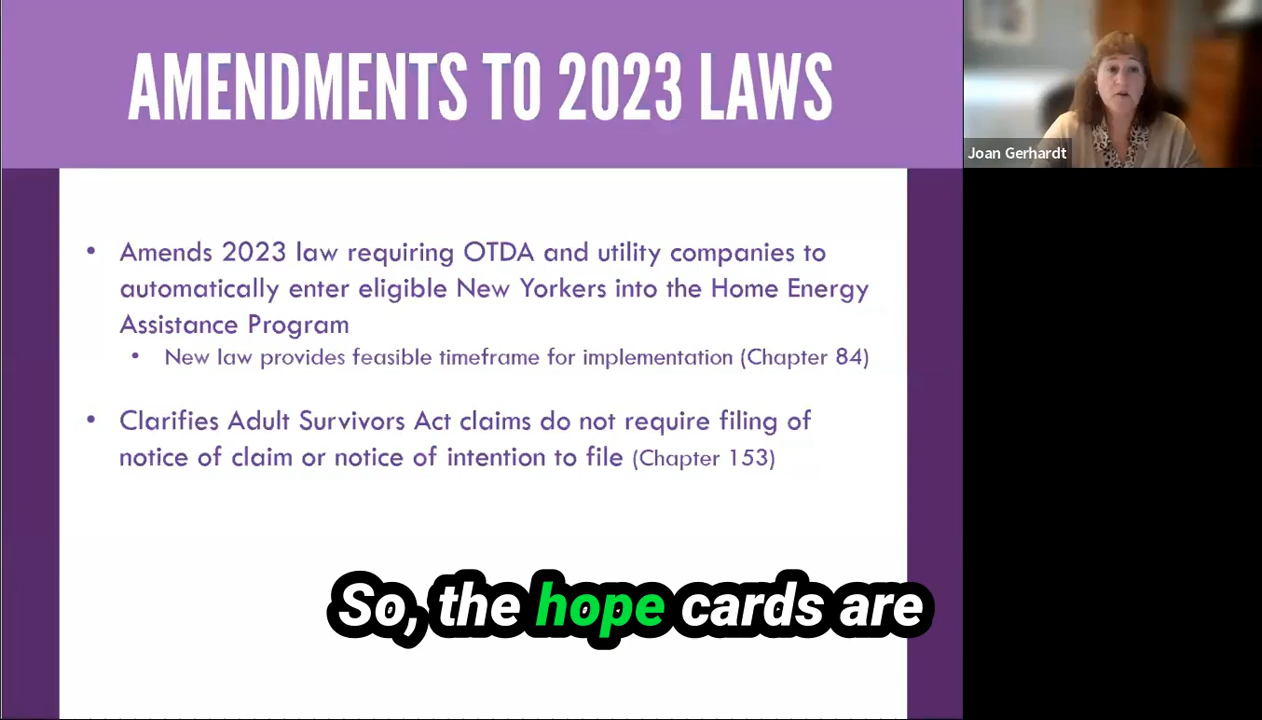 AMENDMENTS TO 2023 LAWS
Joan Gerhardt
• Amends 2023 law requiring OTDA and utility companies to
automatically enter eligible New Yorkers into the Home Energy
Assistance Program
• New law provides feasible timeframe for implementation (Chapter 84)
• Clarifies Adult Survivors Act claims do not require filing of
notice of claim or notice of intention to file (Chapter 153)
So, the hope cards are